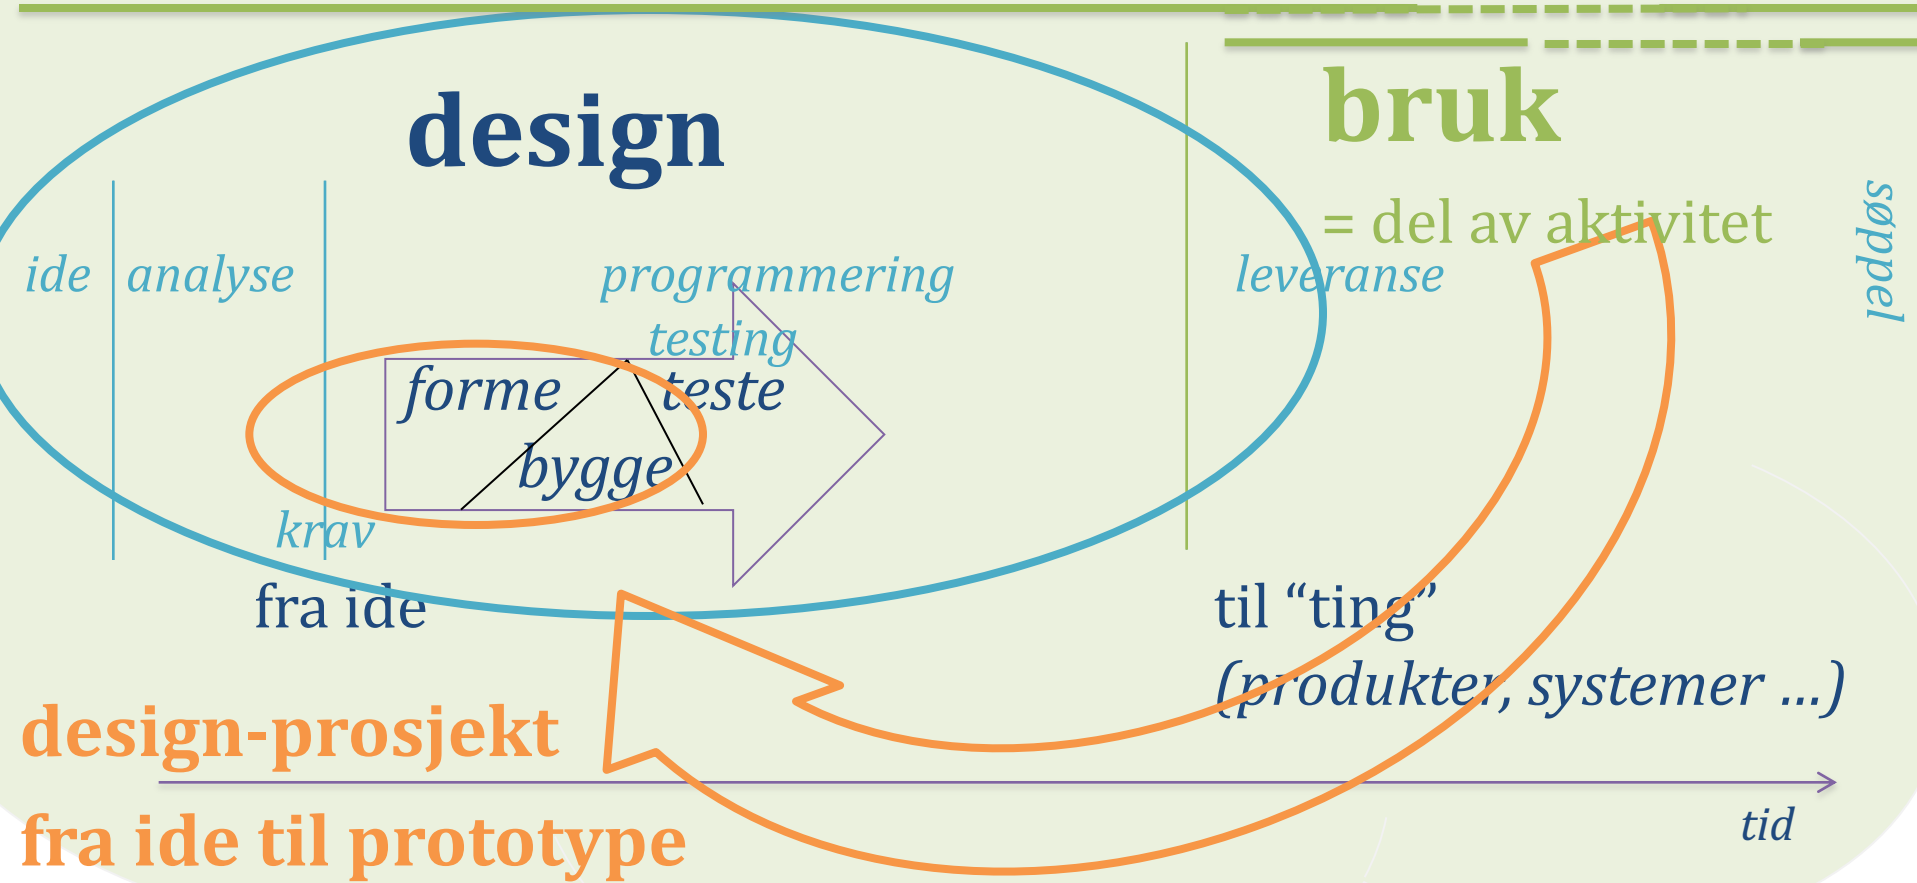 design
bruk
= del av aktivitet
søppel
ide
analyse
programmering
leveranse
testing
forme
teste
bygge
krav
fra ide
til “ting”
(produkter, systemer ...)
design-prosjekt
fra ide til prototype
tid